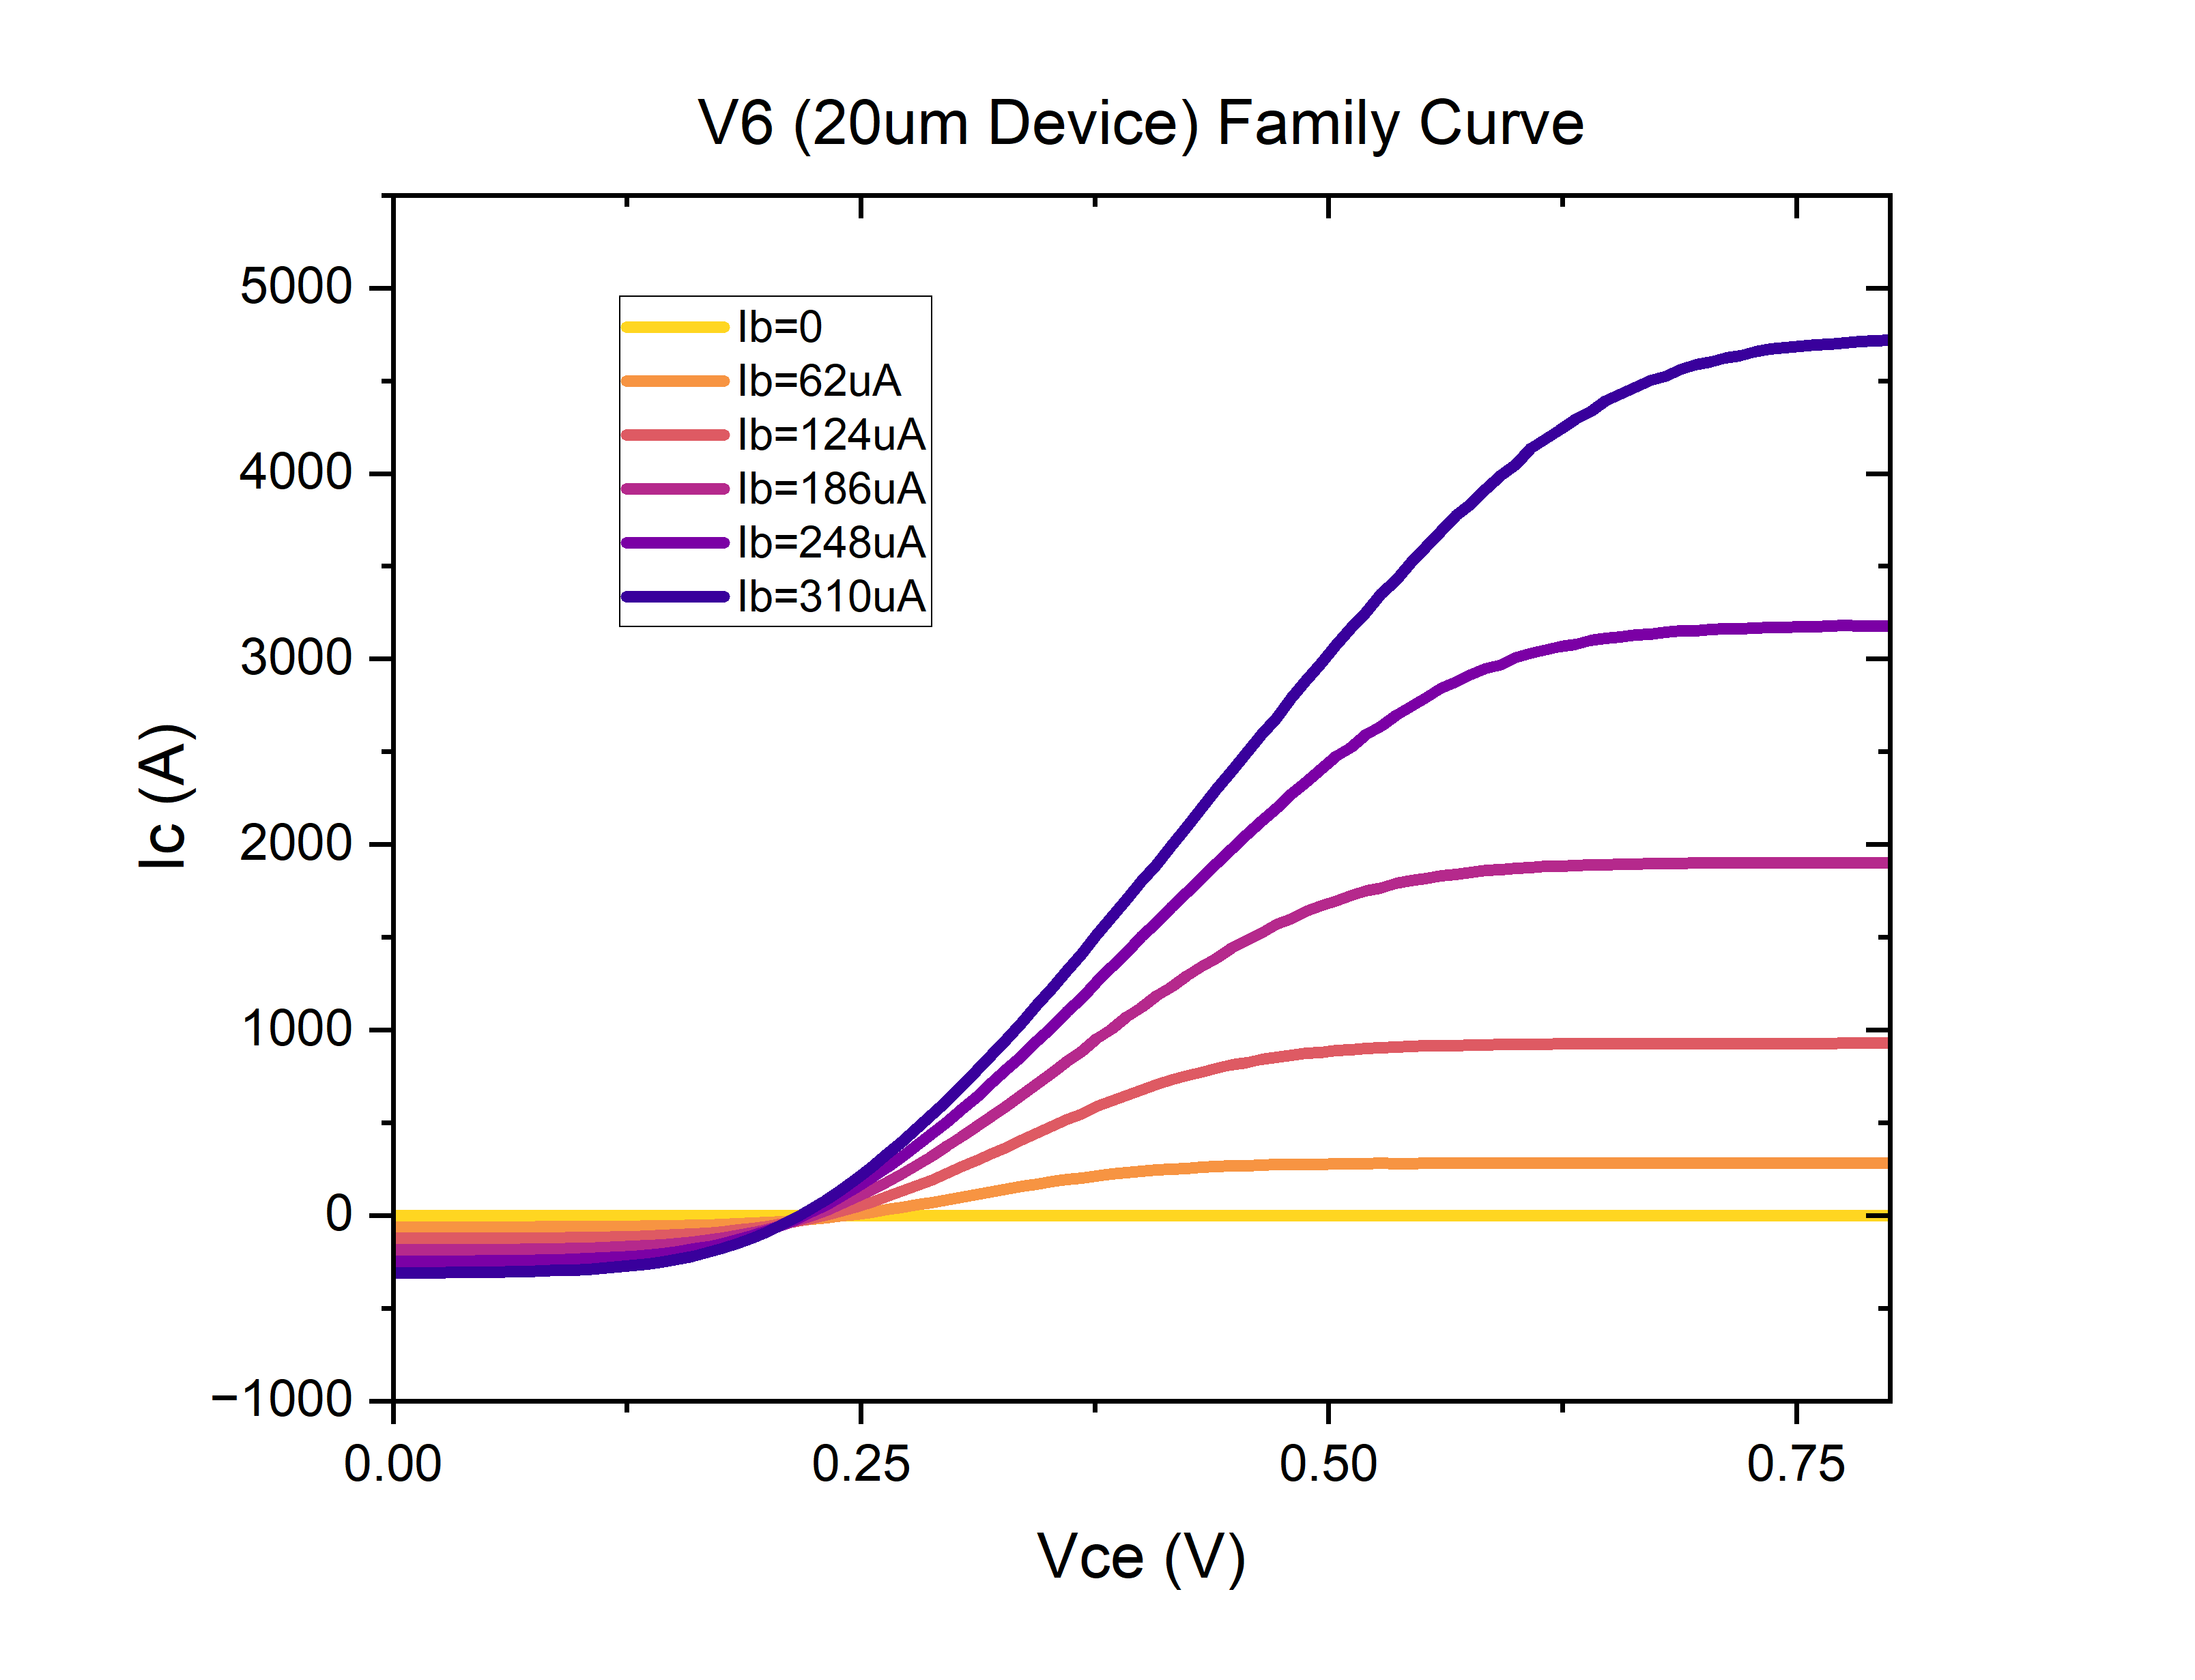 V6 (20um Device) Family Curve
5000
4000
3000
2000
1000
0
−1000
Ic (A)
Ib=0
Ib=62uA
Ib=124uA
Ib=186uA
Ib=248uA
Ib=310uA
0.00
0.25
0.50
0.75
Vce (V)